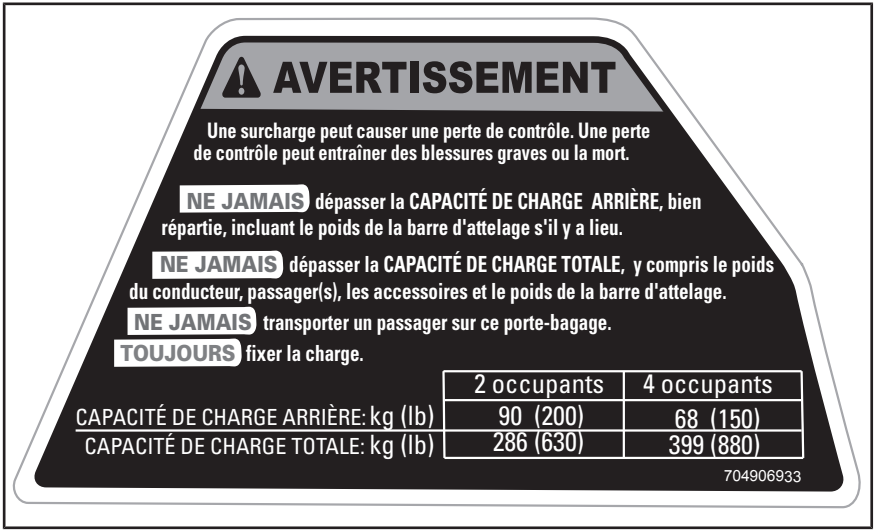 AVERTISSEMENT
Une surcharge peut causer une perte de contrôle. Une perte
de contrôle peut entraîner des blessures graves ou la mort.
NE JAMAIS dépasser la CAPACITÉ DE CHARGE ARRIÈRE, bien
répartie, incluant le poids de la barre d'attelage s'il y a lieu.
NE JAMAIS dépasser la CAPACITÉ DE CHARGE TOTALE, y compris le poids
du conducteur, passager(s), les accessoires et le poids de la barre d'attelage.
NE JAMAIS transporter un passager sur ce porte-bagage.
TOUJOURS fixer la charge.
2 occupants 4 occupants
CAPACITÉ DE CHARGE ARRIÈRE: kg (lb) 90 (200) 68 (150)
CAPACITÉ DE CHARGE TOTALE: kg (lb) 286 (630) 399 (880)
704906933